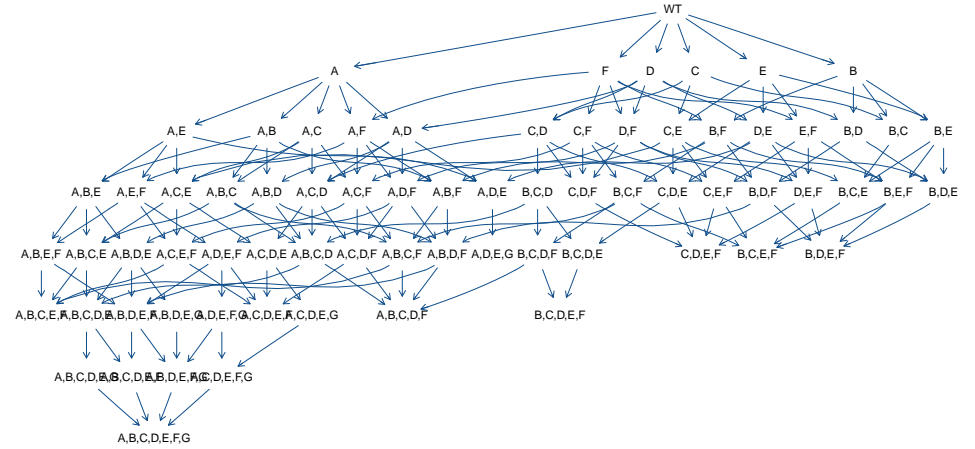 WT
A F D C E B
A,E A,B A,C A,F A,D C,D C,F D,F C,E B,F D,E E,F B,D B,C B,E
A,B,E A,E,F A,C,E A,B,C A,B,D A,C,D A,C,F A,D,F A,B,F A,D,E B,C,D C,D,F B,C,F C,D,E C,E,F B,D,F D,E,F B,C,E B,E,F B,D,E
A,B,E,F A,B,C,E A,B,D,E A,C,E,F A,D,E,F A,C,D,E A,B,C,D A,C,D,F A,B,C,F A,B,D,F A,D,E,G B,C,D,F B,C,D,E C,D,E,F B,C,E,F B,D,E,F
A,B,C,E,F A,B,C,D,E A,B,D,E,F A,B,D,E,G A,D,E,F,G A,C,D,E,F A,C,D,E,G A,B,C,D,F B,C,D,E,F
A,B,C,D,E,G A,B,C,D,E,F A,B,D,E,F,G A,C,D,E,F,G
A,B,C,D,E,F,G